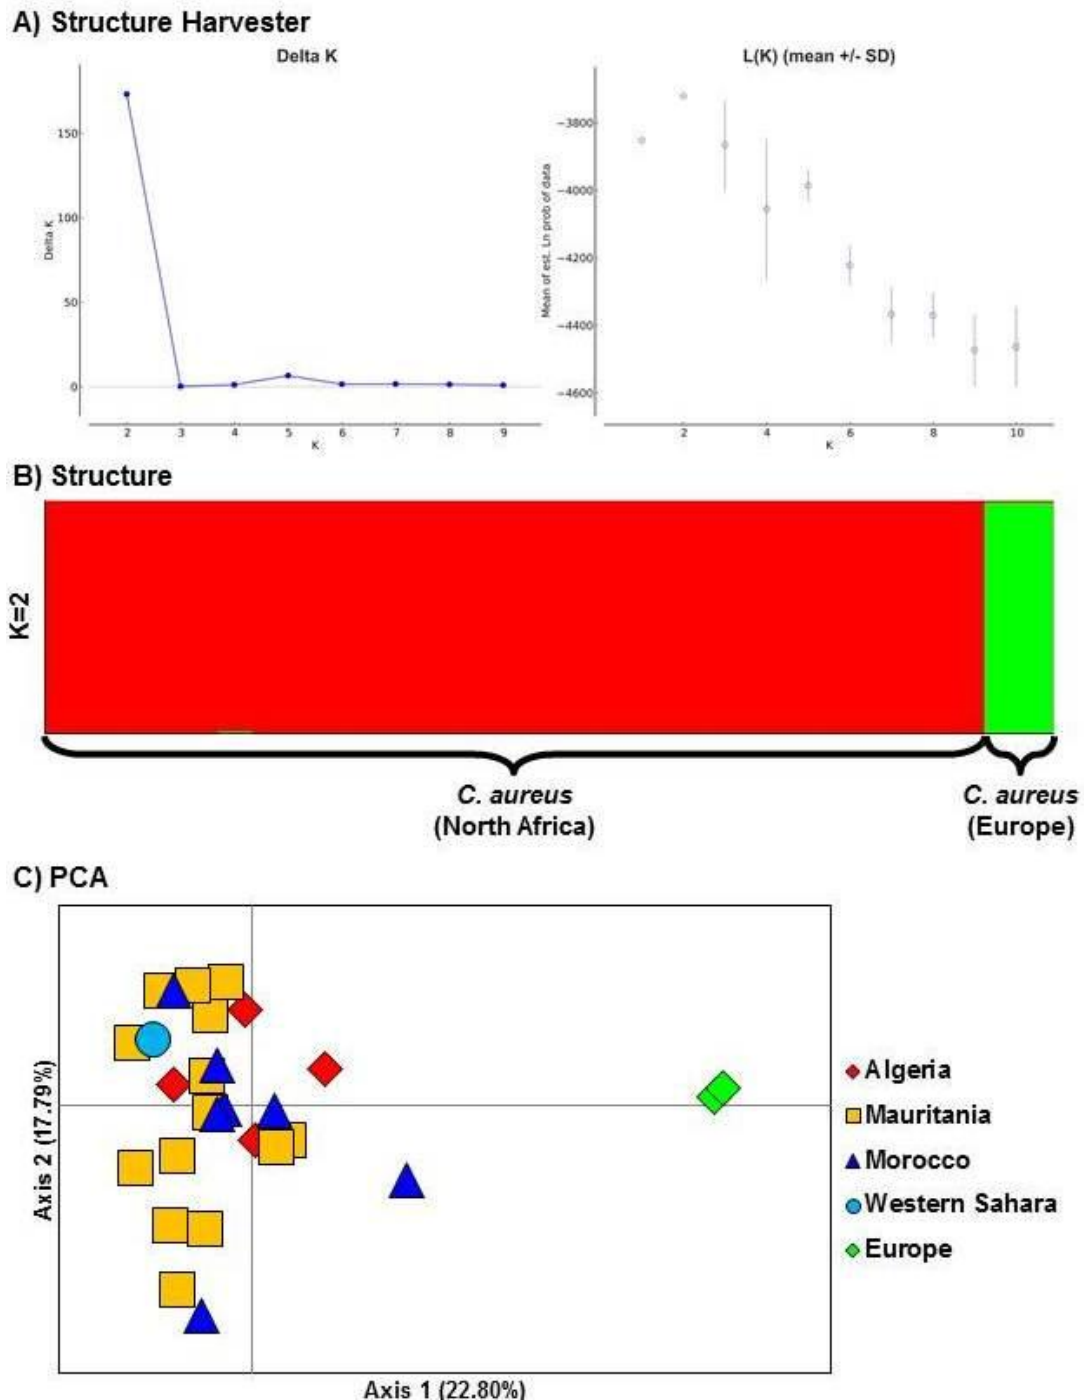 A) Structure Harvester
Delta K
L(K) (mean +/- SD)
150
100
50
0
Delta K
2 3 4 5 6 7 8 9
K
−3800
−4000
−4200
−4400
−4600
Mean of est. Ln prob of data
2 4 6 8 10
K
B) Structure
K=2
C. aureus
(North Africa)
C. aureus
(Europe)
C) PCA
Axis 2 (17.79%)
Algeria
Mauritania
Morocco
Western Sahara
Europe
Axis 1 (22.80%)